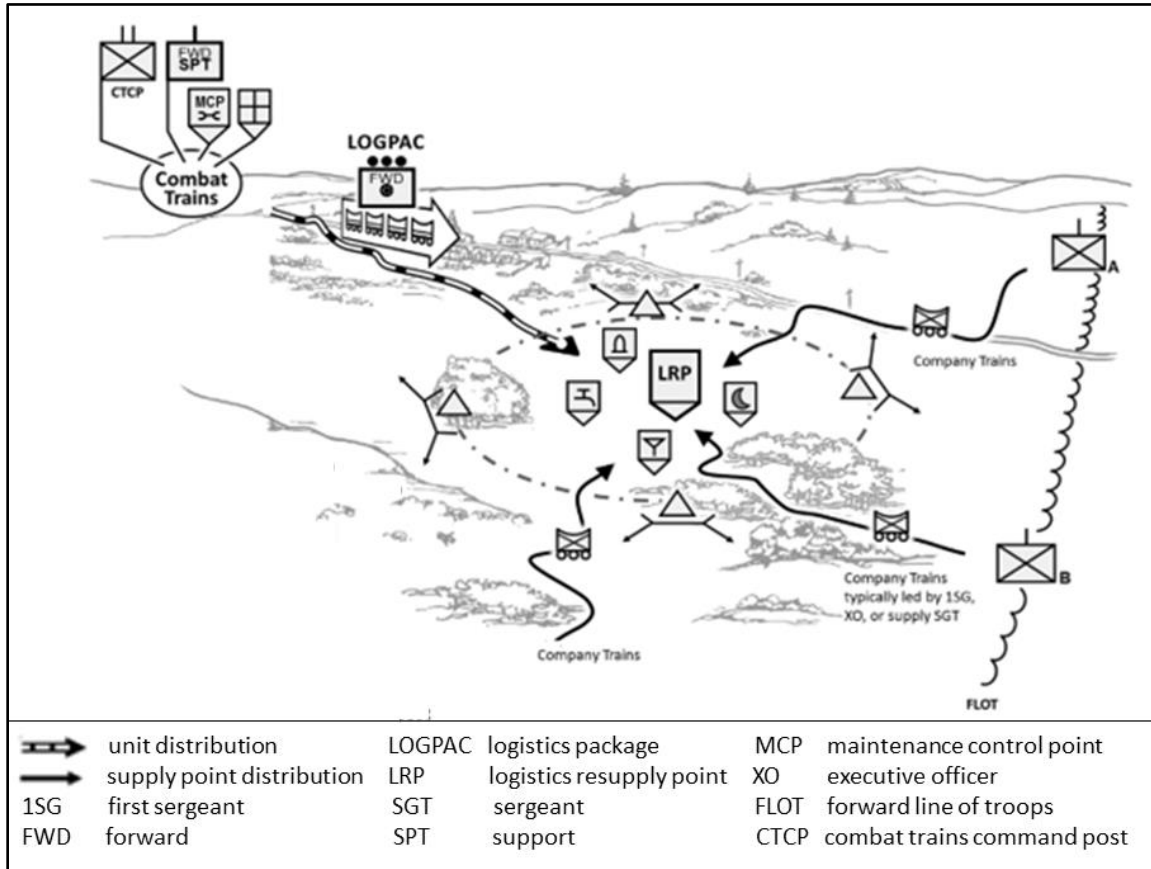 FWD
SPT
CTCP
MCP
Combat
Trains
LOGPAC
FWD
A
Company Trains
LRP
B
Company Trains
typically led by 1SG,
XO, or supply SGT
Company Trains
FLOT
unit distribution LOGPAC logistics package MCP maintenance control point
supply point distribution LRP logistics resupply point XO executive officer
1SG first sergeant SGT sergeant FLOT forward line of troops
FWD forward SPT support CTCP combat trains command post